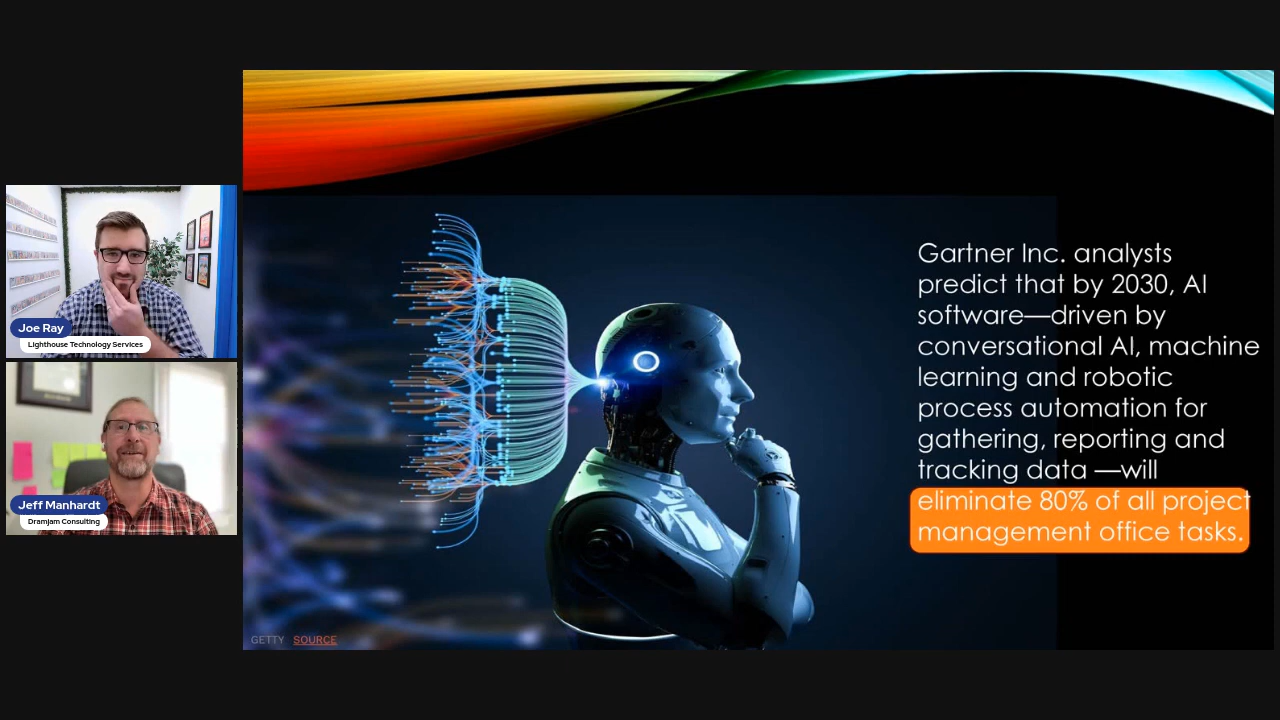 Joe Ray
Lighthouse Technology Services
Jeff Manhardt
Dramjam Consulting
Gartner Inc. analysts
predict that by 2030, AI
software—driven by
conversational AI, machine
learning and robotic
process automation for
gathering, reporting and
tracking data —will
eliminate 80% of all project
management office tasks.
GETTY SOURCE